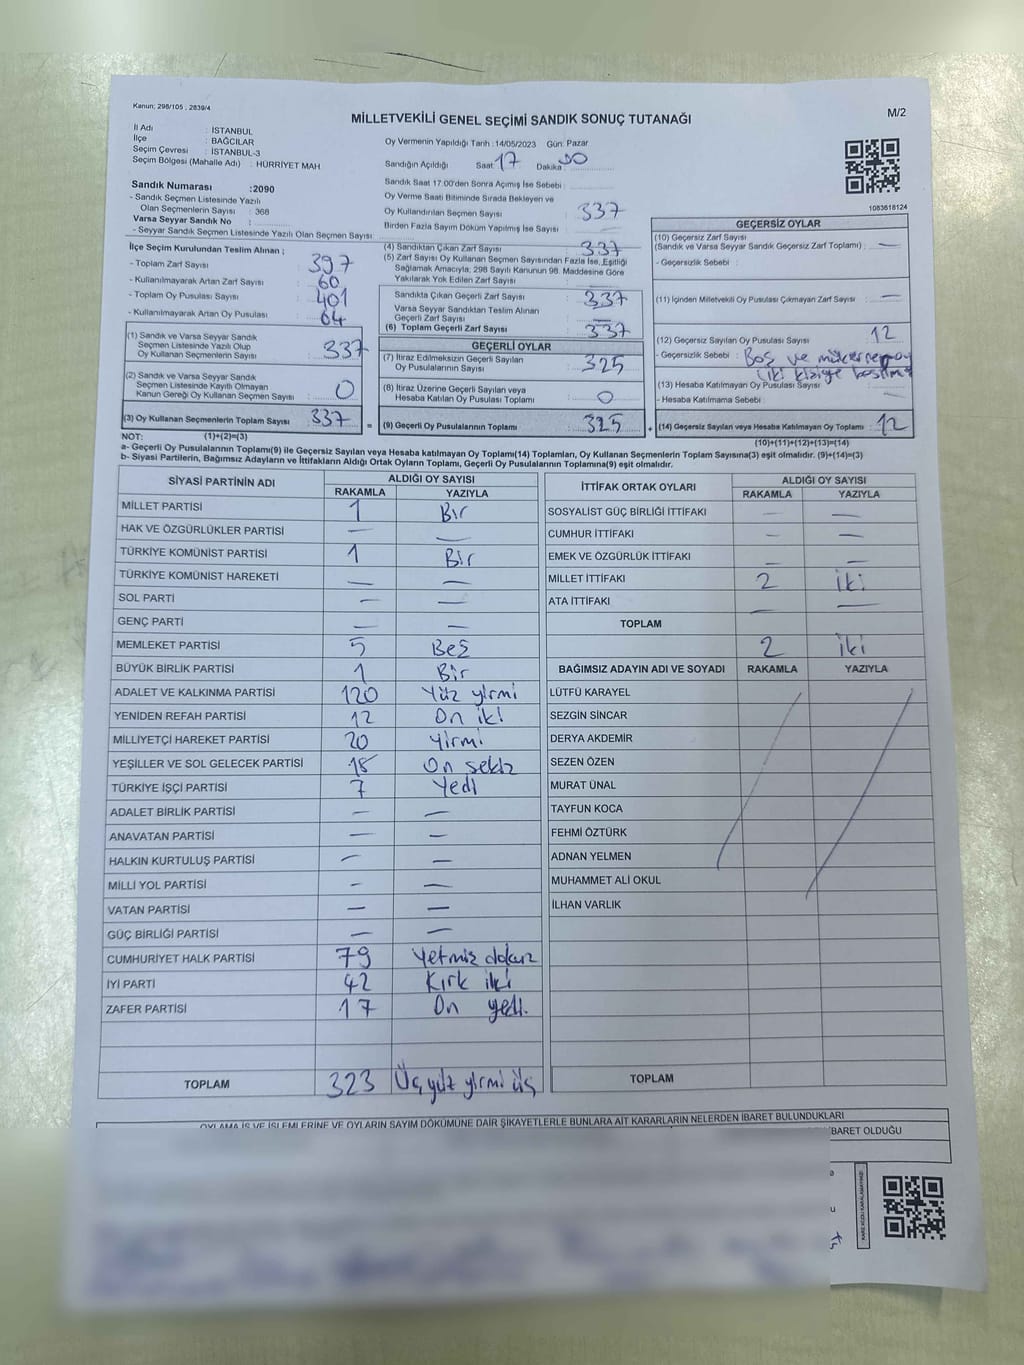 Kanun: 298/105 , 2839/4
MİLLETVEKİLİ GENEL SEÇİMİ SANDIK SONUÇ TUTANAĞI
M/2
İl Adı : İSTANBUL
İlçe : BAĞCILAR
Seçim Çevresi : İSTANBUL-3
Seçim Bölgesi (Mahalle Adı) : HÜRRİYET MAH
Sandık Numarası :2090
- Sandık Seçmen Listesinde Yazılı
Olan Seçmenlerin Sayısı : 368
Varsa Seyyar Sandık No :
- Seyyar Sandık Seçmen Listesinde Yazılı Olan Seçmen Sayısı:
Oy Vermenin Yapıldığı Tarih :14/05/2023 Gün: Pazar
Sandığın Açıldığı Saat 17 Dakika
Sandık Saat 17:00'den Sonra Açımış İse Sebebi :
Oy Verme Saati Bitiminde Sırada Bekleyen ve
Oy Kullandırılan Seçmen Sayısı : 337
Birden Fazla Sayım Döküm Yapılmış İse Sayısı :
1083618124
İlçe Seçim Kurulundan Teslim Alınan ;
- Toplam Zarf Sayısı : 397
- Kullanılmayarak Artan Zarf Sayısı : 60
- Toplam Oy Pusulası Sayısı : 401
- Kullanılmayarak Artan Oy Pusulası : 64
(1) Sandık ve Varsa Seyyar Sandık
Seçmen Listesinde Yazılı Olup
Oy Kullanan Seçmenlerin Sayısı : 337
(2) Sandık ve Varsa Seyyar Sandık
Seçmen Listesinde Kayıtlı Olmayan
Kanun Gereği Oy Kullanan Seçmen Sayısı : 0
(3) Oy Kullanan Seçmenlerin Toplam Sayısı : 337
(4) Sandıktan Çıkan Zarf Sayısı : 337
(5) Zarf Sayısı Oy Kullanan Seçmen Sayısından Fazla İse, Eşitliği
Sağlamak Amacıyla; 298 Sayılı Kanunun 98. Maddesine Göre
Yakılarak Yok Edilen Zarf Sayısı :
Sandıkta Çıkan Geçerli Zarf Sayısı : 337
Varsa Seyyar Sandıktan Teslim Alınan
Geçerli Zarf Sayısı : —
(6) Toplam Geçerli Zarf Sayısı : 337
GEÇERLİ OYLAR
(7) İtiraz Edilmeksizin Geçerli Sayılan
Oy Pusulalarının Sayısı : 325
(8) İtiraz Üzerine Geçerli Sayılan veya
Hesaba Katılan Oy Pusulası Toplamı : 0
= (9) Geçerli Oy Pusulalarının Toplamı : 325
GEÇERSİZ OYLAR
(10) Geçersiz Zarf Sayısı
(Sandık ve Varsa Seyyar Sandık Geçersiz Zarf Toplamı) : —
- Geçersizlik Sebebi :
(11) İçinden Milletvekili Oy Pusulası Çıkmayan Zarf Sayısı : —
(12) Geçersiz Sayılan Oy Pusulası Sayısı : 12
- Geçersizlik Sebebi : Boş ve mükerrer oy
iki kişiye basılmış
(13) Hesaba Katılmayan Oy Pusulası Sayısı :
- Hesaba Katılmama Sebebi :
+ (14) Geçersiz Sayılan veya Hesaba Katılmayan Oy Toplamı : 12
NOT: (1)+(2)=(3)
(10)+(11)+(12)+(13)=(14)
a- Geçerli Oy Pusulalarının Toplamı(9) ile Geçersiz Sayılan veya Hesaba katılmayan Oy Toplamı(14) Toplamları, Oy Kullanan Seçmenlerin Toplam Sayısına(3) eşit olmalıdır. (9)+(14)=(3)
b- Siyasi Partilerin, Bağımsız Adayların ve İttifakların Aldığı Ortak Oyların Toplamı, Geçerli Oy Pusulalarının Toplamına(9) eşit olmalıdır.
SİYASİ PARTİNİN ADI ALDIĞI OY SAYISI
RAKAMLA YAZIYLA
MİLLET PARTİSİ 1 Bir
HAK VE ÖZGÜRLÜKLER PARTİSİ — —
TÜRKİYE KOMÜNİST PARTİSİ 1 Bir
TÜRKİYE KOMÜNİST HAREKETİ — —
SOL PARTİ — —
GENÇ PARTİ — —
MEMLEKET PARTİSİ 5 Beş
BÜYÜK BİRLİK PARTİSİ 1 Bir
ADALET VE KALKINMA PARTİSİ 120 Yüz yirmi
YENİDEN REFAH PARTİSİ 12 On iki
MİLLİYETÇİ HAREKET PARTİSİ 20 Yirmi
YEŞİLLER VE SOL GELECEK PARTİSİ 18 On sekiz
TÜRKİYE İŞÇİ PARTİSİ 7 Yedi
ADALET BİRLİK PARTİSİ — —
ANAVATAN PARTİSİ — —
HALKIN KURTULUŞ PARTİSİ — —
MİLLİ YOL PARTİSİ — —
VATAN PARTİSİ — —
GÜÇ BİRLİĞİ PARTİSİ — —
CUMHURİYET HALK PARTİSİ 79 Yetmiş dokuz
İYİ PARTİ 42 Kırk iki
ZAFER PARTİSİ 17 On yedi.
TOPLAM 323 Üç yüz yirmi üç
İTTİFAK ORTAK OYLARI ALDIĞI OY SAYISI
RAKAMLA YAZIYLA
SOSYALİST GÜÇ BİRLİĞİ İTTİFAKI — —
CUMHUR İTTİFAKI — —
EMEK VE ÖZGÜRLÜK İTTİFAKI — —
MİLLET İTTİFAKI 2 iki
ATA İTTİFAKI — —
TOPLAM 2 iki
BAĞIMSIZ ADAYIN ADI VE SOYADI RAKAMLA YAZIYLA
LÜTFÜ KARAYEL
SEZGİN SİNCAR
DERYA AKDEMİR
SEZEN ÖZEN
MURAT ÜNAL
TAYFUN KOCA
FEHMİ ÖZTÜRK
ADNAN YELMEN
MUHAMMET ALİ OKUL
İLHAN VARLIK
TOPLAM
OYLAMA İŞ VE İŞLEMLERİNE VE OYLARIN SAYIM DÖKÜMÜNE DAİR ŞİKAYETLERLE BUNLARA AİT KARARLARIN NELERDEN İBARET BULUNDUKLARI
İBARET OLDUĞU